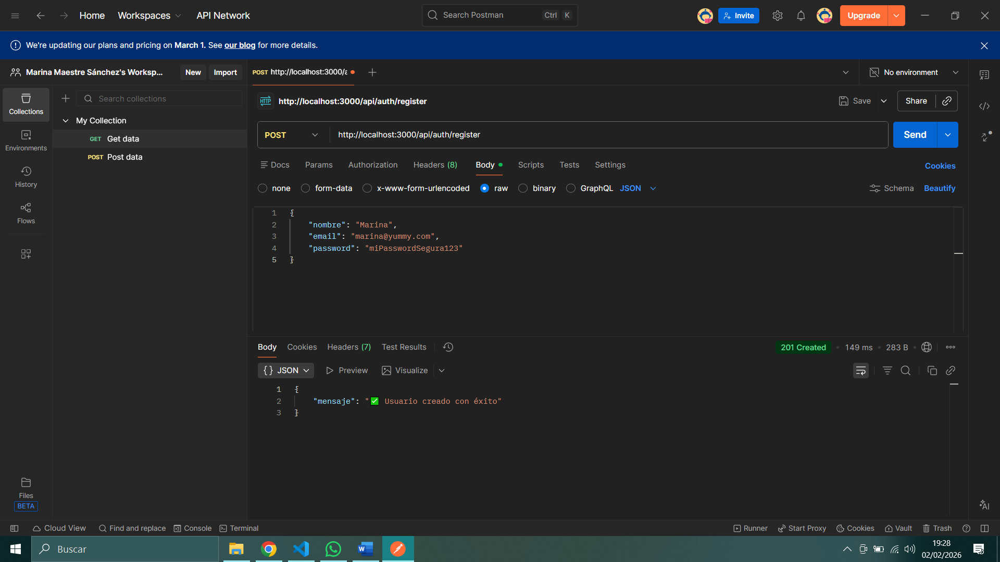 Home Workspaces API Network Search Postman Ctrl K Invite Upgrade
We're updating our plans and pricing on March 1. See our blog for more details.
Marina Maestre Sánchez's Worksp... New Import POST http://localhost:3000/a No environment
Collections Search collections http://localhost:3000/api/auth/register Save Share
My Collection
GET Get data
POST Post data
Environments
History
Flows
Files
BETA
POST http://localhost:3000/api/auth/register Send
Docs Params Authorization Headers (8) Body Scripts Tests Settings Cookies
none form-data x-www-form-urlencoded raw binary GraphQL JSON Schema Beautify
1 {
2 "nombre": "Marina",
3 "email": "marina@yummy.com",
4 "password": "miPasswordSegura123"
5 }
Body Cookies Headers (7) Test Results 201 Created • 149 ms • 283 B
{} JSON Preview Visualize
1 {
2 "mensaje": "✅ Usuario creado con éxito"
3 }
AI
Cloud View Find and replace Console Terminal Runner Start Proxy Cookies Vault Trash
Buscar 19:28
02/02/2026